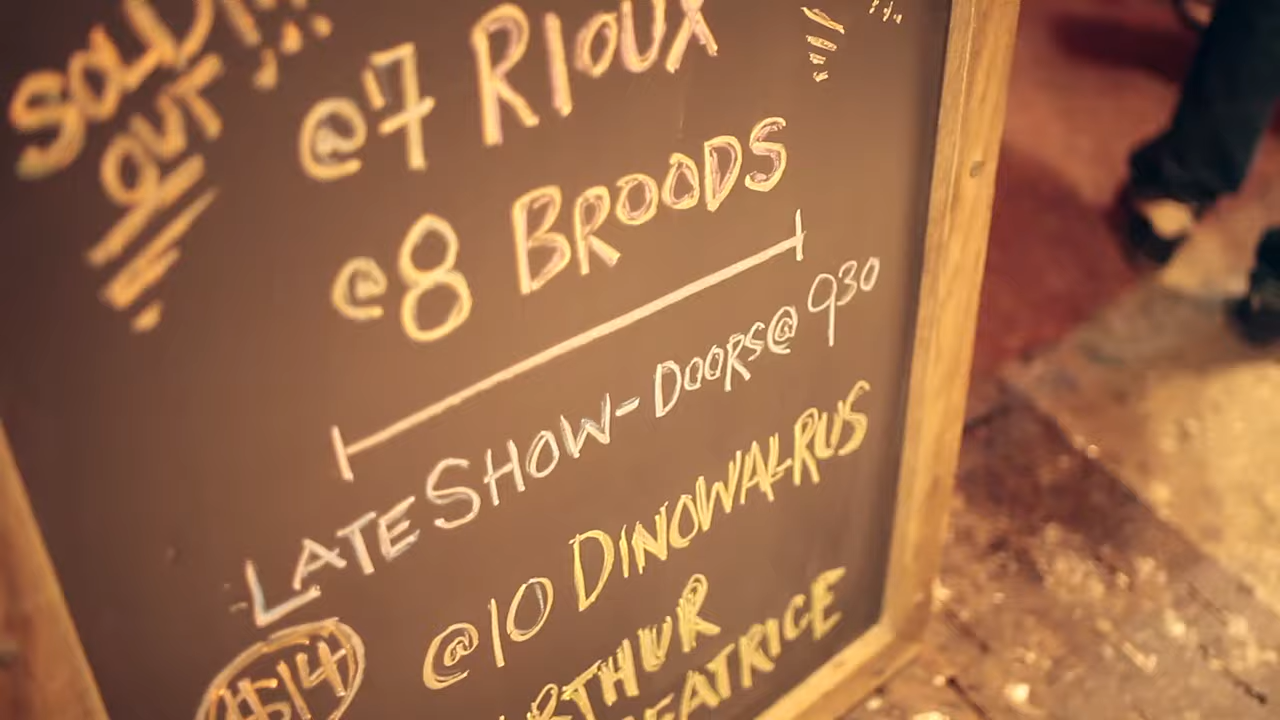 SOLD!!!
OUT
@7 RIOUX
@8 BROODS
LATE SHOW-DOORS@ 930
@10 DINOWALRUS
$14